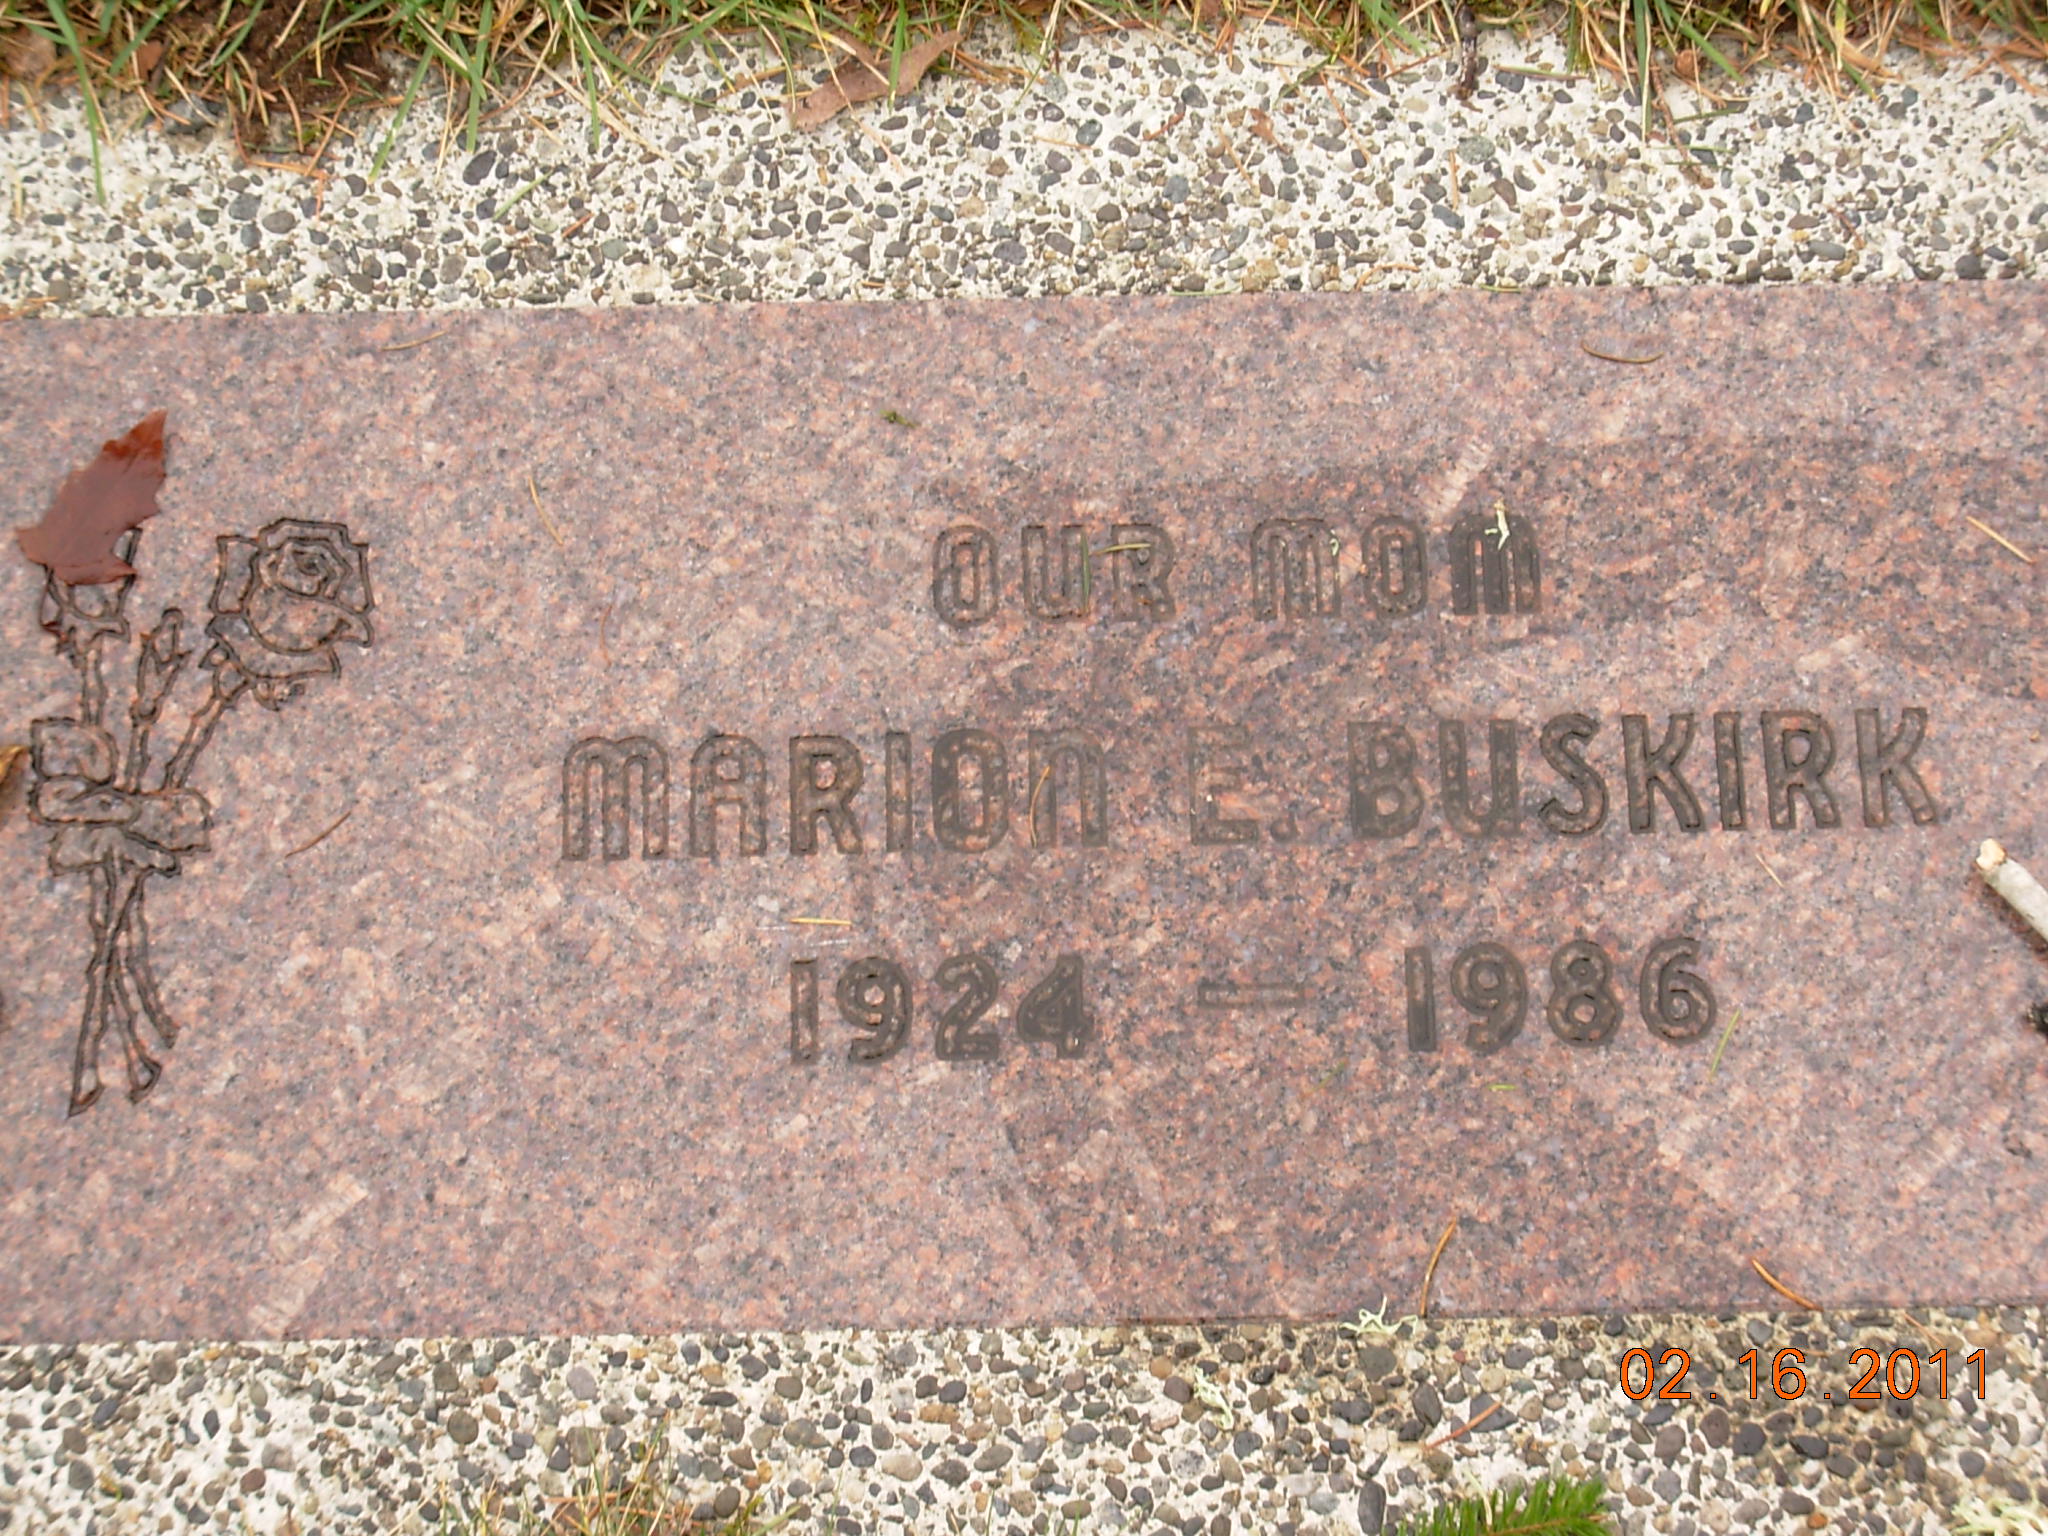 OUR MOM
MARION E. BUSKIRK
1924 — 1986
02.16.2011